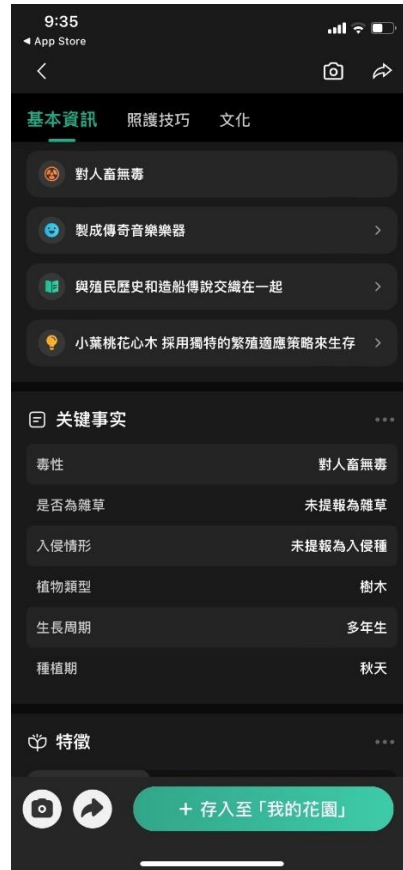 9:35
◀ App Store
基本資訊 照護技巧 文化
對人畜無毒
製成傳奇音樂樂器
與殖民歷史和造船傳說交織在一起
小葉桃花心木 採用獨特的繁殖適應策略來生存
关键事实
毒性 對人畜無毒
是否為雜草 未提報為雜草
入侵情形 未提報為入侵種
植物類型 樹木
生長周期 多年生
種植期 秋天
特徵
+ 存入至「我的花園」